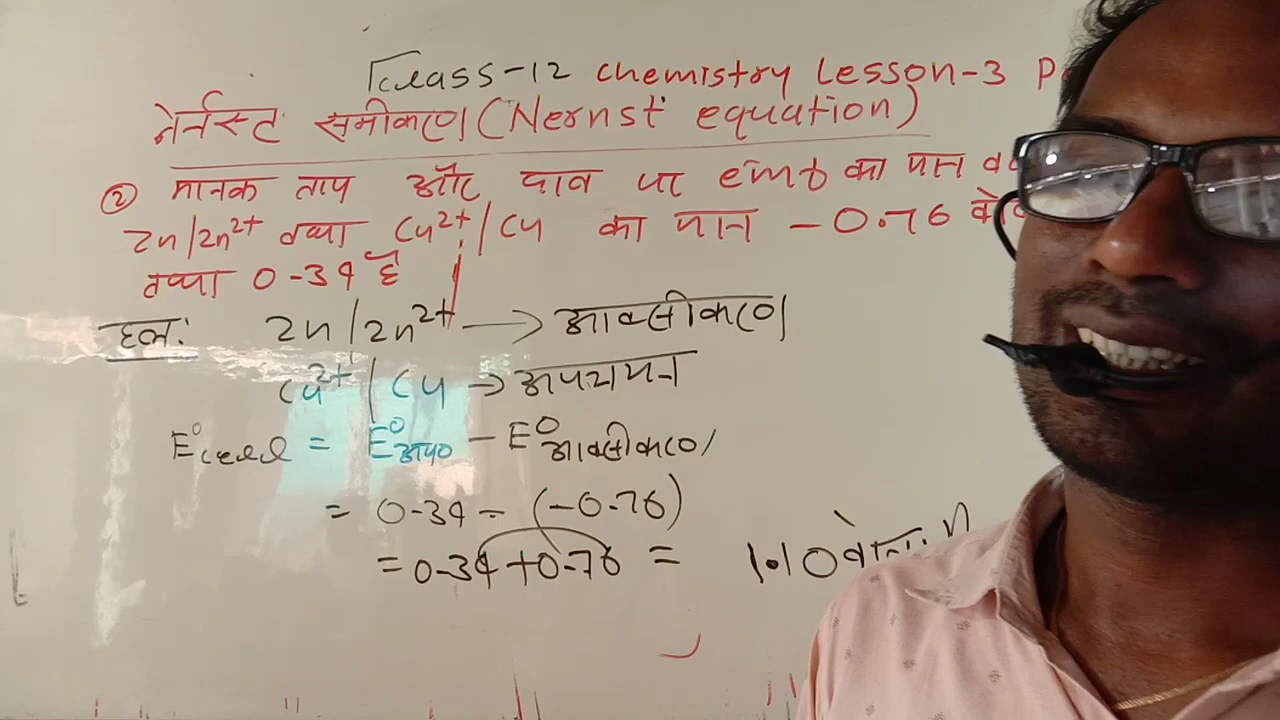 Class-12 chemistry Lesson-3
नेर्नस्ट समीकरण (Nernst equation)
② मानक ताप और दाब पर emf का मान
Zn/Zn²⁺ तथा Cu²⁺/Cu का मान -0.76
तथा 0.34 है
हल: Zn/Zn²⁺ → आक्सीकरण
Cu²⁺/Cu → अपचयन
E°cell = E°अप० - E°आक्सीकरण
= 0.34 - (-0.76)
= 0.34 + 0.76 = 1.10